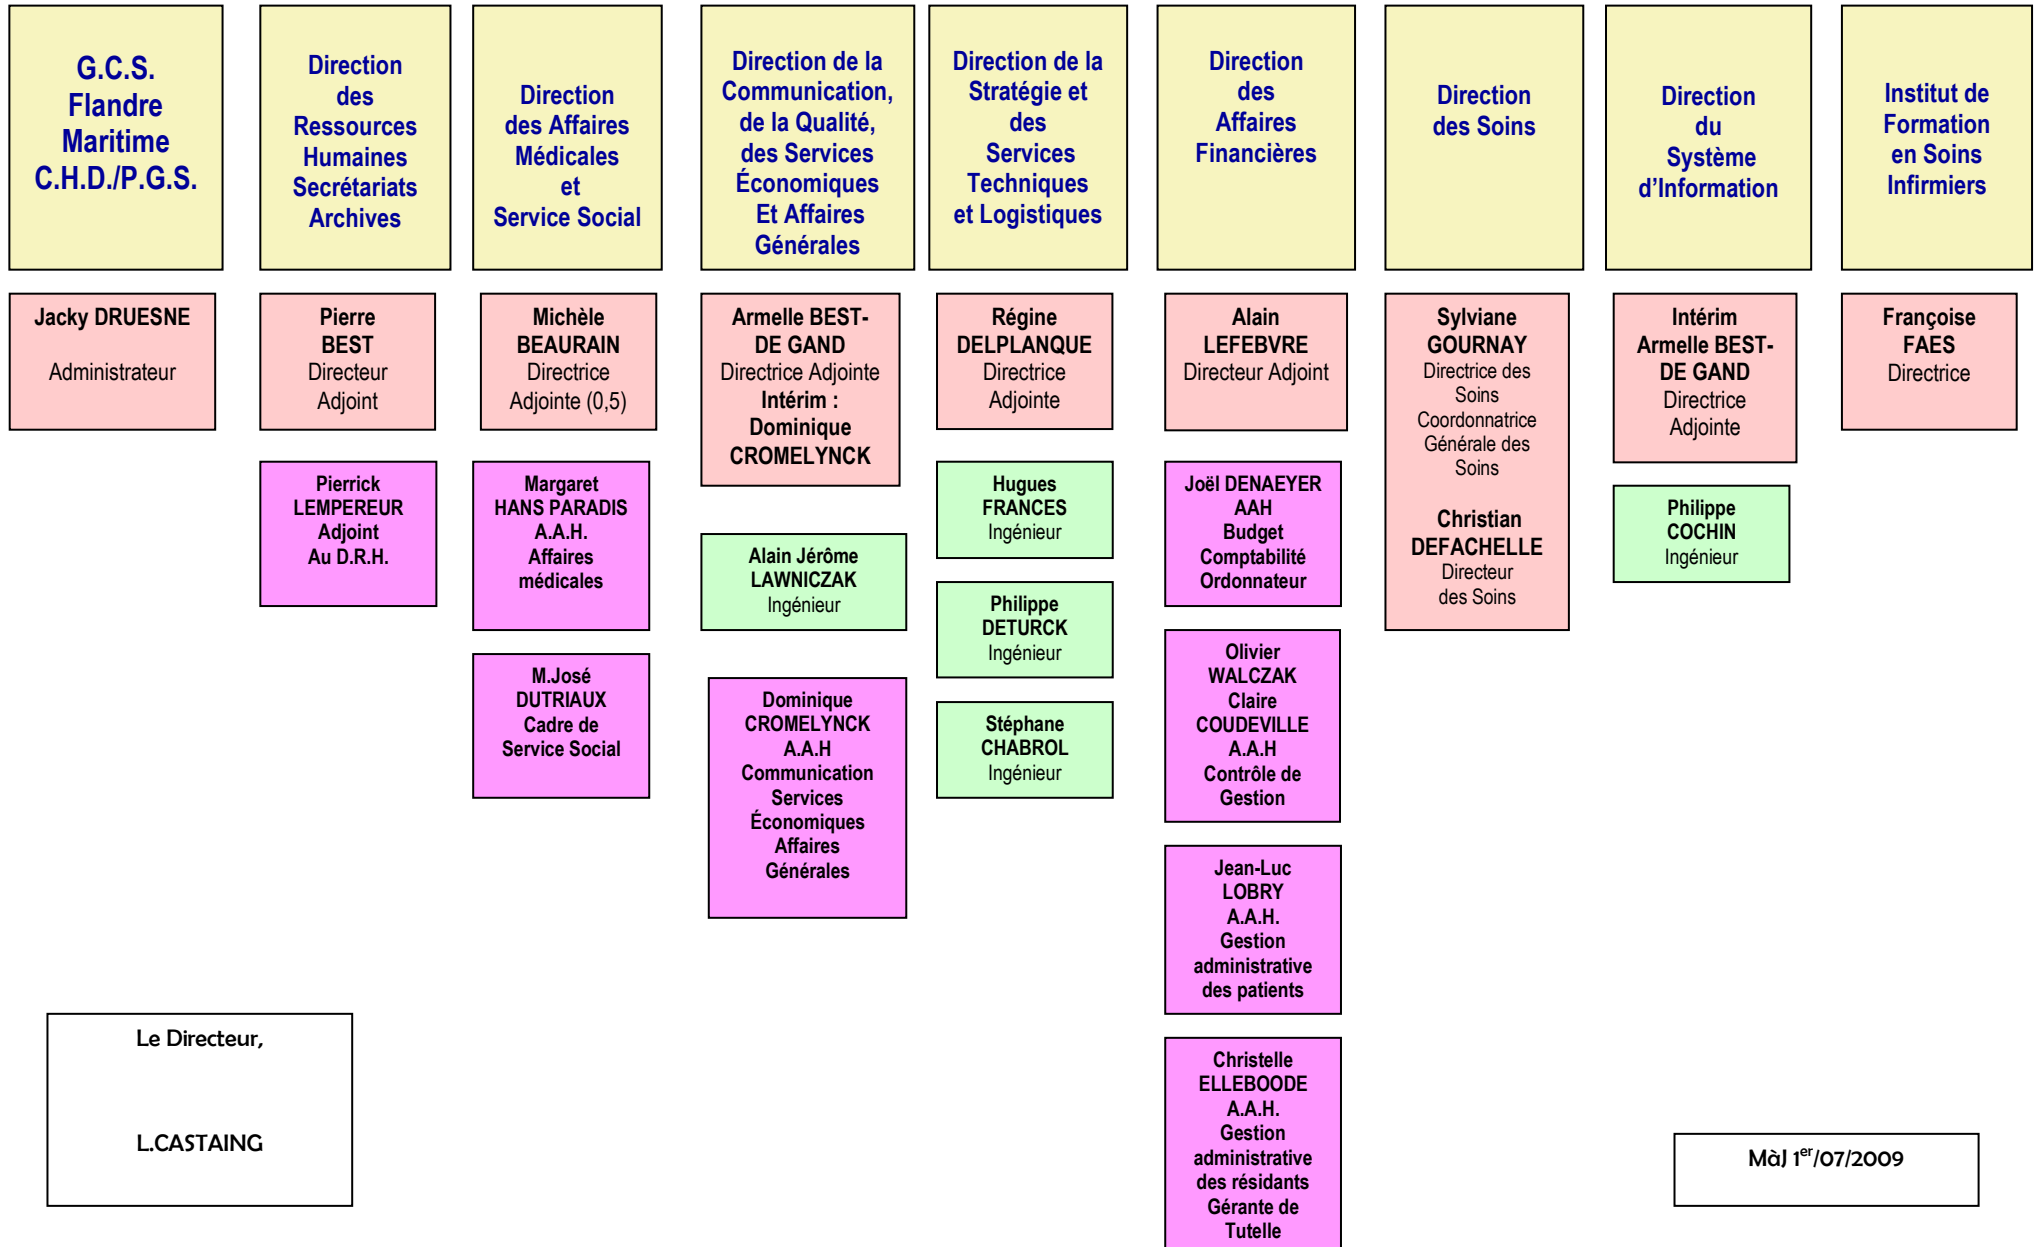 G.C.S.
Flandre
Maritime
C.H.D./P.G.S.
Direction
des
Ressources
Humaines
Secrétariats
Archives
Direction
des Affaires
Médicales
et
Service Social
Direction de la
Communication,
de la Qualité,
des Services
Économiques
Et Affaires
Générales
Direction de la
Stratégie et
des
Services
Techniques
et Logistiques
Direction
des
Affaires
Financières
Direction
des Soins
Direction
du
Système
d’Information
Institut de
Formation
en Soins
Infirmiers
Jacky DRUESNE
Administrateur
Pierre
BEST
Directeur
Adjoint
Michèle
BEAURAIN
Directrice
Adjointe (0,5)
Armelle BEST-
DE GAND
Directrice Adjointe
Intérim :
Dominique
CROMELYNCK
Régine
DELPLANQUE
Directrice
Adjointe
Alain
LEFEBVRE
Directeur Adjoint
Sylviane
GOURNAY
Directrice des
Soins
Coordonnatrice
Générale des
Soins
Christian
DEFACHELLE
Directeur
des Soins
Intérim
Armelle BEST-
DE GAND
Directrice
Adjointe
Françoise
FAES
Directrice
Pierrick
LEMPEREUR
Adjoint
Au D.R.H.
Margaret
HANS PARADIS
A.A.H.
Affaires
médicales
M.José
DUTRIAUX
Cadre de
Service Social
Alain Jérôme
LAWNICZAK
Ingénieur
Dominique
CROMELYNCK
A.A.H
Communication
Services
Économiques
Affaires
Générales
Hugues
FRANCES
Ingénieur
Philippe
DETURCK
Ingénieur
Stéphane
CHABROL
Ingénieur
Joël DENAEYER
AAH
Budget
Comptabilité
Ordonnateur
Olivier
WALCZAK
Claire
COUDEVILLE
A.A.H
Contrôle de
Gestion
Jean-Luc
LOBRY
A.A.H.
Gestion
administrative
des patients
Christelle
ELLEBOODE
A.A.H.
Gestion
administrative
des résidants
Gérante de
Tutelle
Philippe
COCHIN
Ingénieur
Le Directeur,
L.CASTAING
MàJ 1er/07/2009